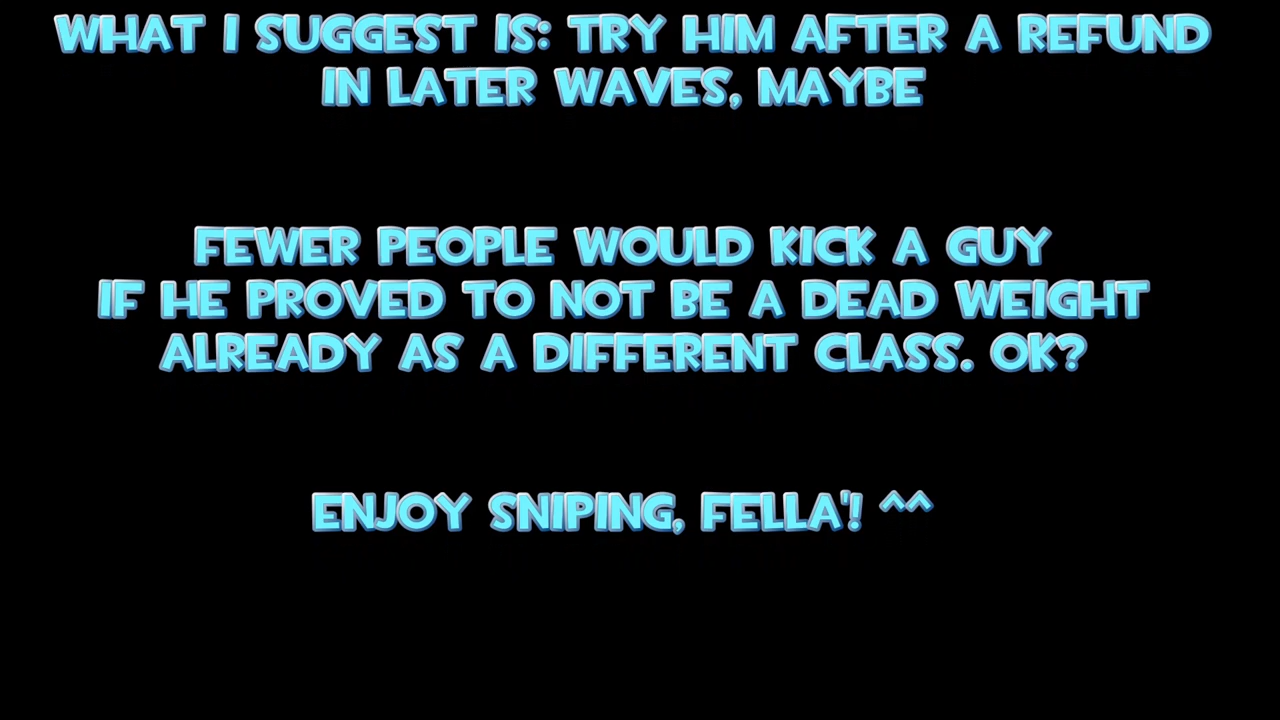 WHAT I SUGGEST IS: TRY HIM AFTER A REFUND
IN LATER WAVES, MAYBE
FEWER PEOPLE WOULD KICK A GUY
IF HE PROVED TO NOT BE A DEAD WEIGHT
ALREADY AS A DIFFERENT CLASS. OK?
ENJOY SNIPING, FELLA'! ^^